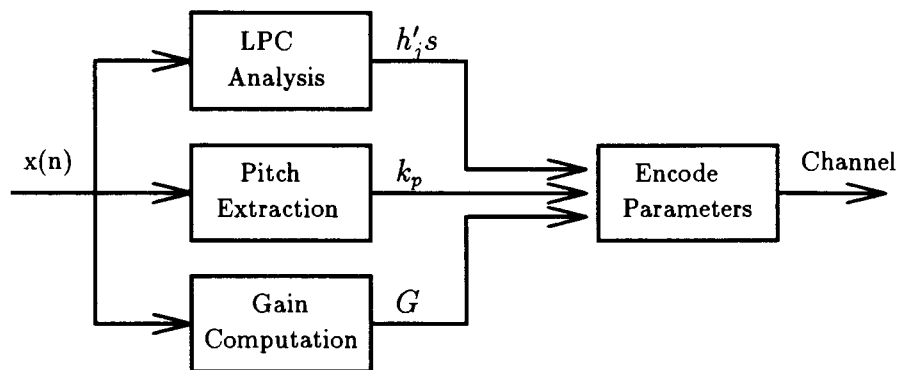 LPC
Analysis
h'_j s
x(n)
Pitch
Extraction
k_p
Encode
Parameters
Channel
Gain
Computation
G